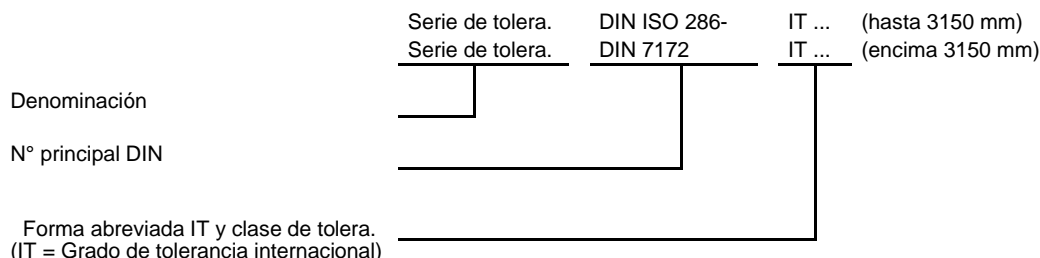 Serie de tolera. DIN ISO 286- IT ... (hasta 3150 mm)
Serie de tolera. DIN 7172 IT ... (encima 3150 mm)
Denominación
N° principal DIN
Forma abreviada IT y clase de tolera.
(IT = Grado de tolerancia internacional)